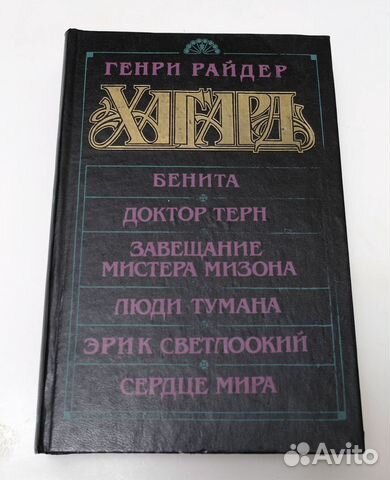 ГЕНРИ РАЙДЕР
ХАГГАРД
БЕНИТА
ДОКТОР ТЕРН
ЗАВЕЩАНИЕ
МИСТЕРА МИЗОНА
ЛЮДИ ТУМАНА
ЭРИК СВЕТЛООКИЙ
СЕРДЦЕ МИРА
Avito